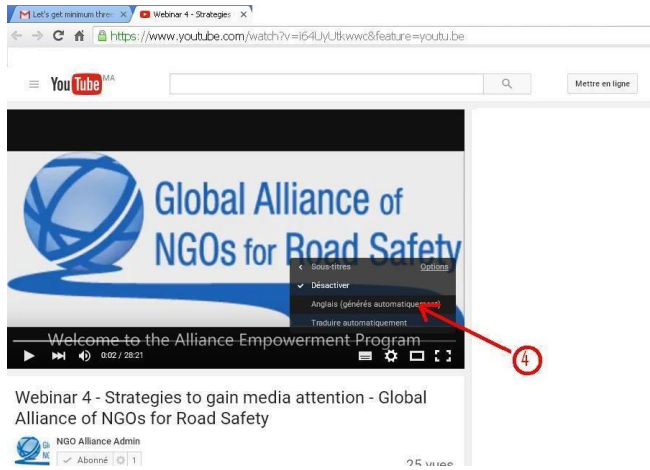 Let's get minimum three
Webinar 4 - Strategies
https://www.youtube.com/watch?v=i64UyUtkwwc&feature=youtu.be
YouTube MA
Mettre en ligne
Global Alliance of
NGOs for Road Safety
Sous-titres Options
Désactiver
Anglais (générés automatiquement)
Traduire automatiquement
Welcome to the Alliance Empowerment Program
0:02 / 28:21
4
Webinar 4 - Strategies to gain media attention - Global
Alliance of NGOs for Road Safety
NGO Alliance Admin
Abonné 1
25 vues